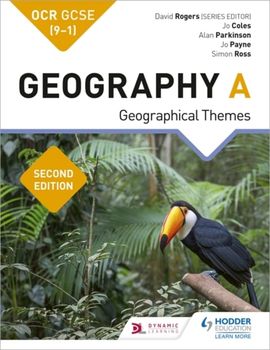 OCR GCSE
(9–1)
David Rogers [SERIES EDITOR]
Jo Coles
Alan Parkinson
Jo Payne
Simon Ross
GEOGRAPHY A
Geographical Themes
SECOND
EDITION
DYNAMIC
LEARNING
HODDER
EDUCATION
LEARN MORE